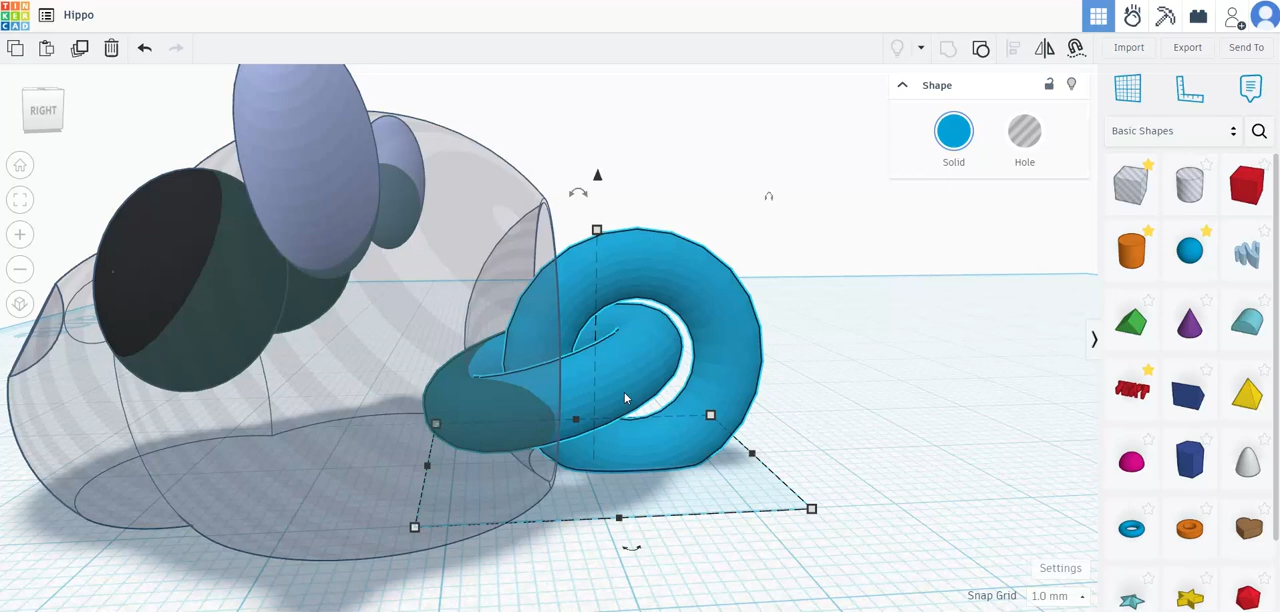 TIN
KER
CAD
Hippo
Import
Export
Send To
RIGHT
Shape
Solid
Hole
Basic Shapes
TEXT
Settings
Snap Grid
1.0 mm